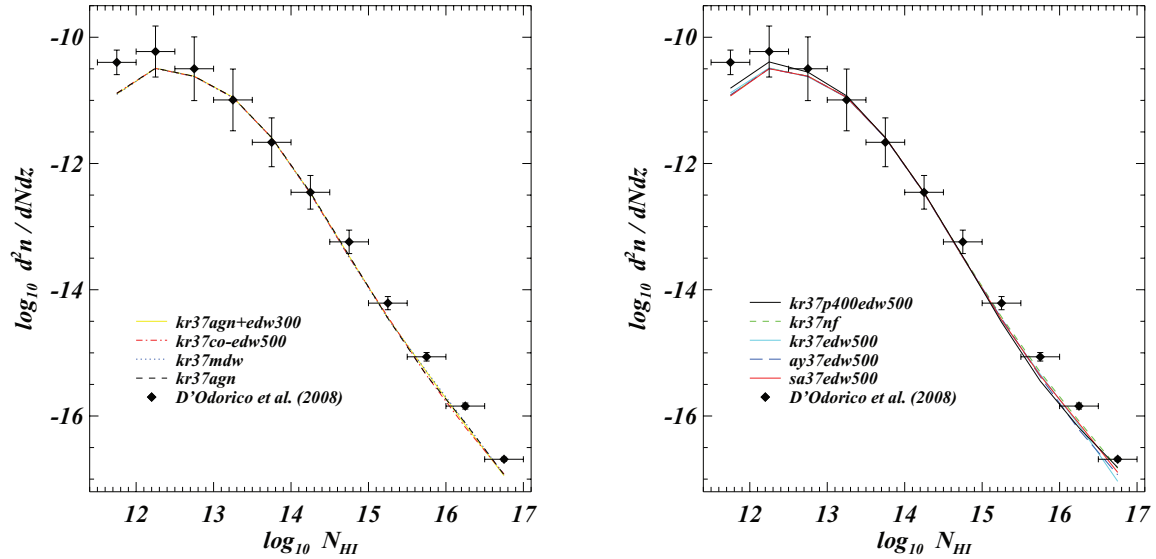 -10
-12
-14
-16
log10 d2n / dNdz
kr37agn+edw300
kr37co-edw500
kr37mdw
kr37agn
D'Odorico et al. (2008)
12 13 14 15 16 17
log10 NHI
-10
-12
-14
-16
log10 d2n / dNdz
kr37p400edw500
kr37nf
kr37edw500
ay37edw500
sa37edw500
D'Odorico et al. (2008)
12 13 14 15 16 17
log10 NHI